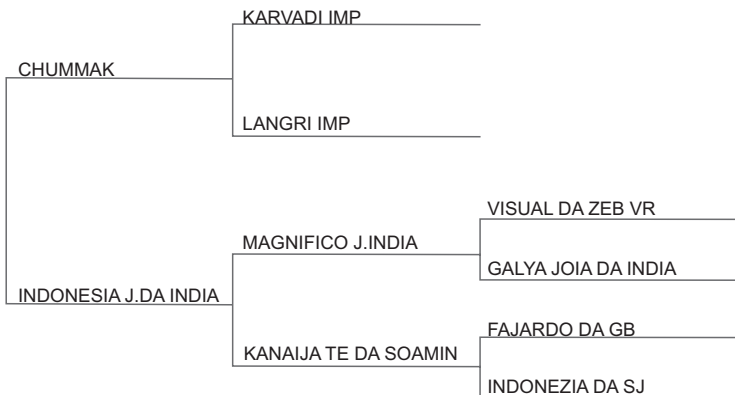 KARVADI IMP
CHUMMAK
LANGRI IMP
VISUAL DA ZEB VR
MAGNIFICO J.INDIA
GALYA JOIA DA INDIA
INDONESIA J.DA INDIA
FAJARDO DA GB
KANAIJA TE DA SOAMIN
INDONEZIA DA SJ